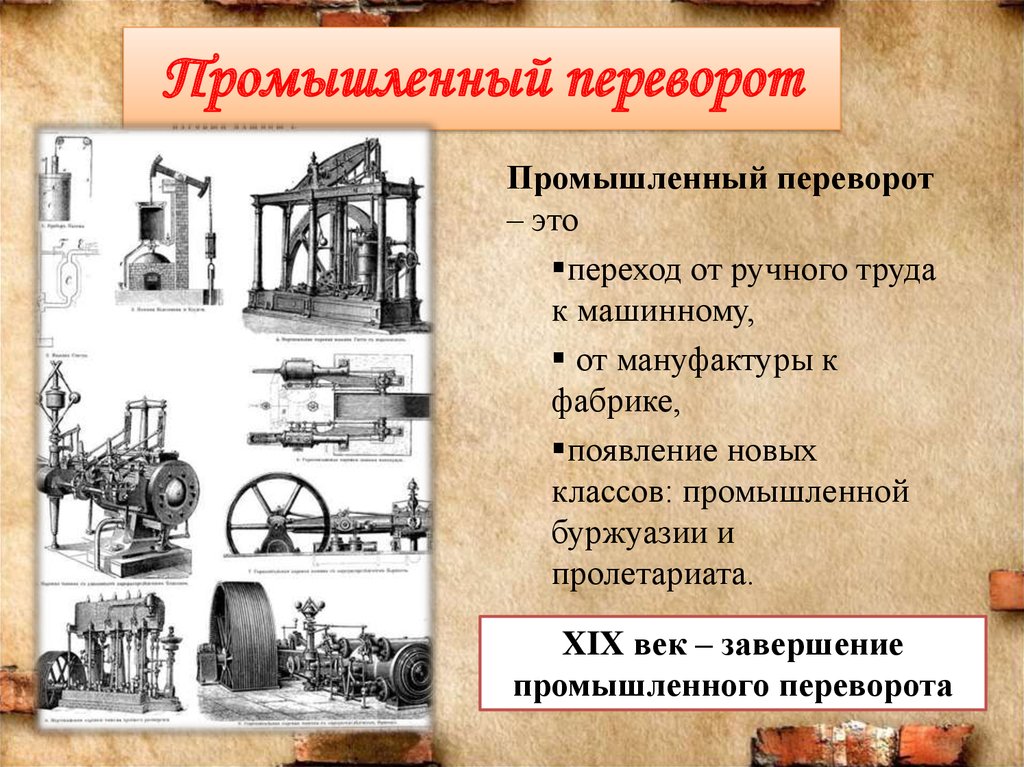 Промышленный переворот
Промышленный переворот
– это
▪переход от ручного труда
к машинному,
▪ от мануфактуры к
фабрике,
▪появление новых
классов: промышленной
буржуазии и
пролетариата.
XIX век – завершение
промышленного переворота